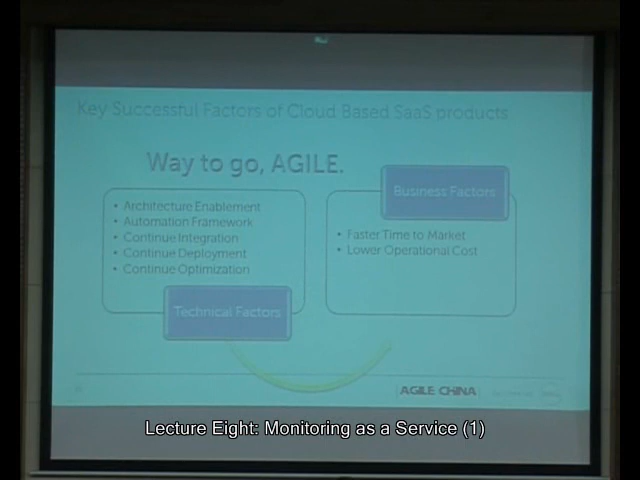 Key Successful Factors of Cloud Based SaaS products
Way to go, AGILE.
Business Factors
• Architecture Enablement
• Automation Framework
• Continue Integration
• Continue Deployment
• Continue Optimization
• Faster Time to Market
• Lower Operational Cost
Technical Factors
AGILE CHINA
Lecture Eight: Monitoring as a Service (1)